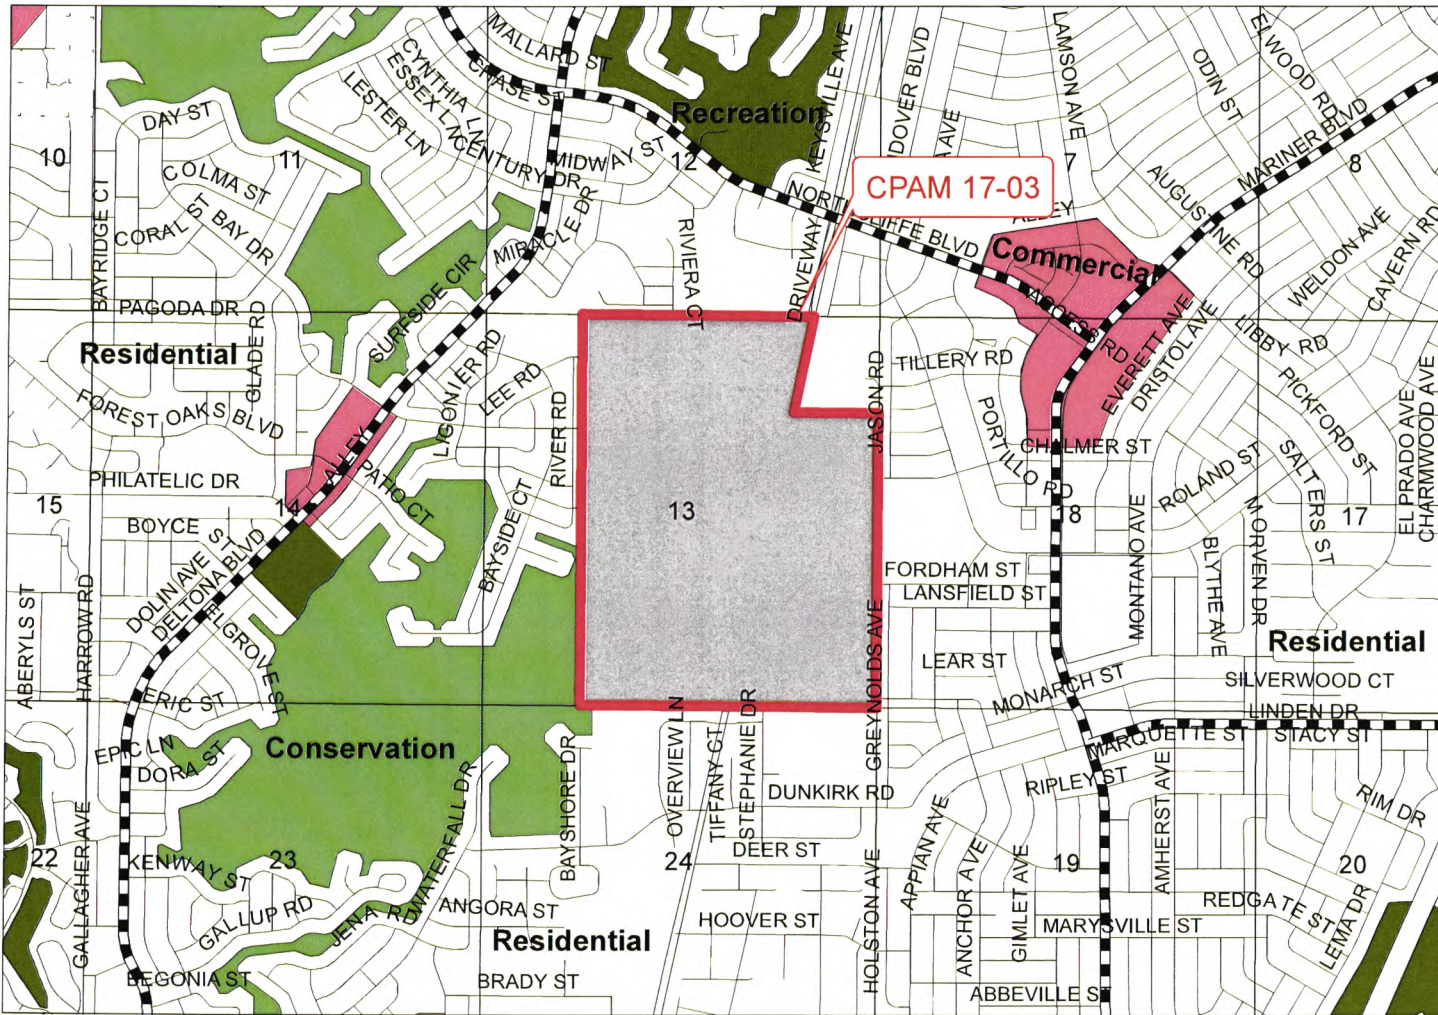 MALLARD ST
CHASE ST
CYNTHIA LN
ESSEX LN
LESTER LN
CENTURY DR
MIDWAY ST
Recreation
KEYSVILLE AVE
LAMSON AVE
ODIN ST
ELWOOD RD
MARINER BLVD
DAY ST
10
11
12
7
8
CPAM 17-03
COLMA ST
CORAL ST
BAY DR
BAYRIDGE CT
MIRACLE DR
RIVIERA CT
DRIVEWAY
ALLEY
AUGUSTINE RD
WELDON AVE
CAVERN RD
Commercial
ACCESS RD
PAGODA DR
GLADE RD
SURFSIDE CIR
Residential
LIGONIER RD
LEE RD
RIVER RD
JASON RD
TILLERY RD
EVERETT AVE
DRISTOL AVE
LIBBY RD
PICKFORD ST
FOREST OAKS BLVD
PORTILLO RD
CHALMER ST
EL PRADO AVE
CHARMWOOD AVE
PHILATELIC DR
ALLEY
PATIO CT
ROLAND ST
SALTERS ST
15
14
13
18
17
BOYCE ST
BAYSIDE CT
DOLIN AVE
DELTONA BLVD
MONTANO AVE
BLYTHE AVE
MORVEN DR
FORDHAM ST
LANSFIELD ST
ABERYLS ST
HARROW RD
ELGROVE ST
GREYNOLDS AVE
LEAR ST
Residential
ERIC ST
MONARCH ST
SILVERWOOD CT
LINDEN DR
EPIC LN
DORA ST
Conservation
MARQUETTE ST
STACY ST
WATERFALL DR
BAYSHORE DR
OVERVIEW LN
TIFFANY CT
STEPHANIE DR
DUNKIRK RD
RIPLEY ST
RIM DR
GALLAGHER AVE
22
KENWAY ST
23
24
DEER ST
19
20
APPIAN AVE
AMHERST AVE
GALLUP RD
JENA RD
ANGORA ST
HOOVER ST
HOLSTON AVE
ANCHOR AVE
GIMLET AVE
MARYSVILLE ST
REDGATE ST
LEMA DR
Residential
BEGONIA ST
BRADY ST